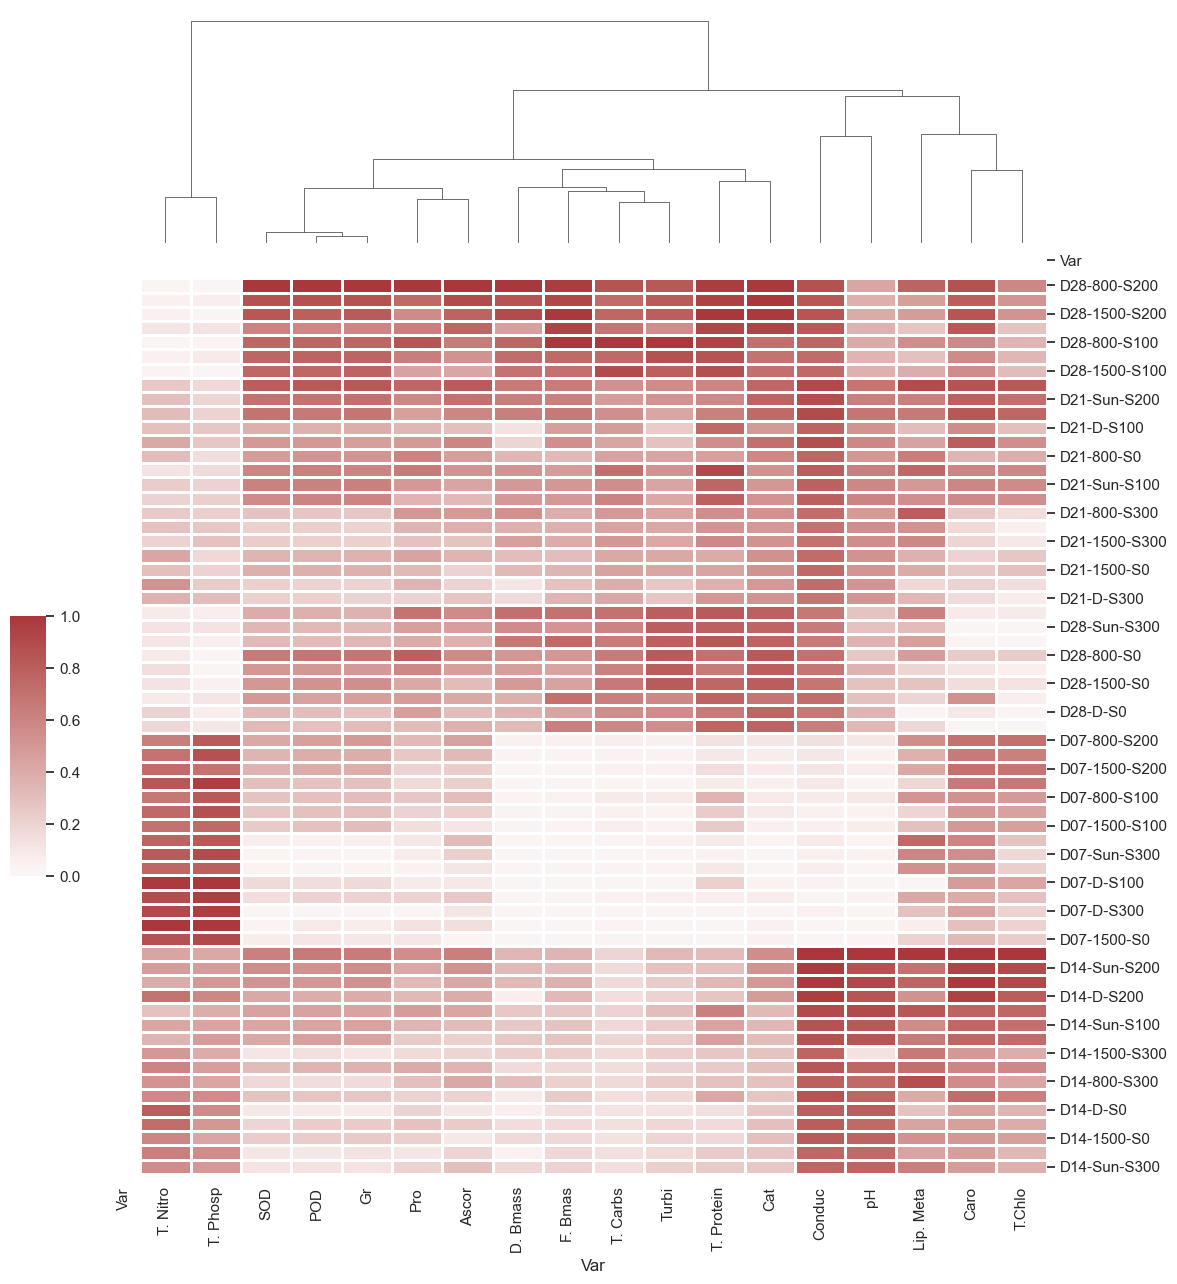 Var
D28-800-S200
D28-1500-S200
D28-800-S100
D28-1500-S100
D21-Sun-S200
D21-D-S100
D21-800-S0
D21-Sun-S100
D21-800-S300
D21-1500-S300
D21-1500-S0
D21-D-S300
D28-Sun-S300
D28-800-S0
D28-1500-S0
D28-D-S0
D07-800-S200
D07-1500-S200
D07-800-S100
D07-1500-S100
D07-Sun-S300
D07-D-S100
D07-D-S300
D07-1500-S0
D14-Sun-S200
D14-D-S200
D14-Sun-S100
D14-1500-S300
D14-800-S300
D14-D-S0
D14-1500-S0
D14-Sun-S300
1.0
0.8
0.6
0.4
0.2
0.0
Var
T. Nitro
T. Phosp
SOD
POD
Gr
Pro
Ascor
D. Bmass
F. Bmas
T. Carbs
Turbi
T. Protein
Cat
Conduc
pH
Lip. Meta
Caro
T.Chlo
Var